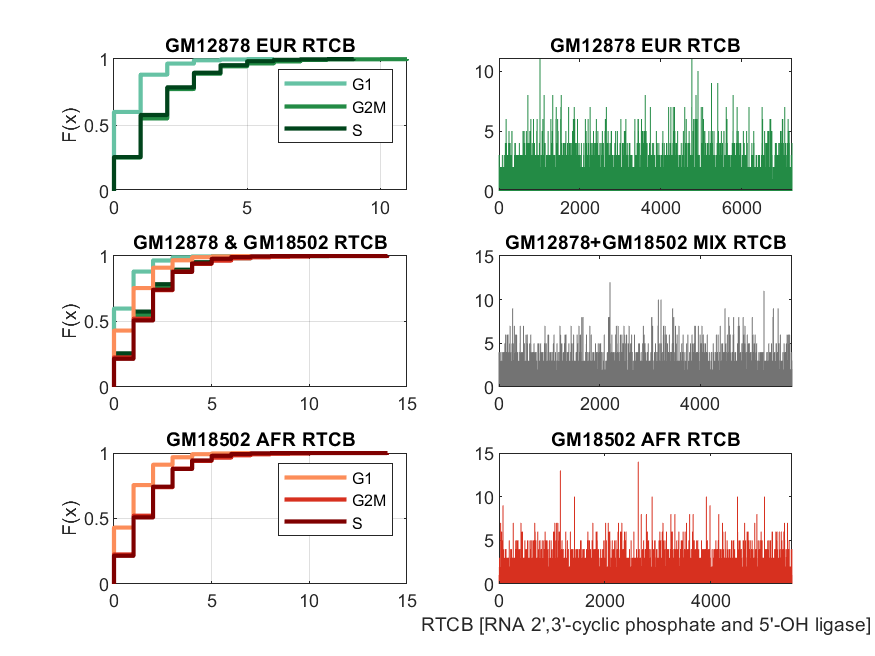 GM12878 EUR RTCB
F(x)
1
0.5
0
0 5 10
G1
G2M
S
GM12878 EUR RTCB
10
5
0
0 2000 4000 6000
GM12878 & GM18502 RTCB
F(x)
1
0.5
0
0 5 10 15
GM12878+GM18502 MIX RTCB
15
10
5
0
0 2000 4000
GM18502 AFR RTCB
F(x)
1
0.5
0
0 5 10 15
G1
G2M
S
GM18502 AFR RTCB
15
10
5
0
0 2000 4000
RTCB [RNA 2',3'-cyclic phosphate and 5'-OH ligase]